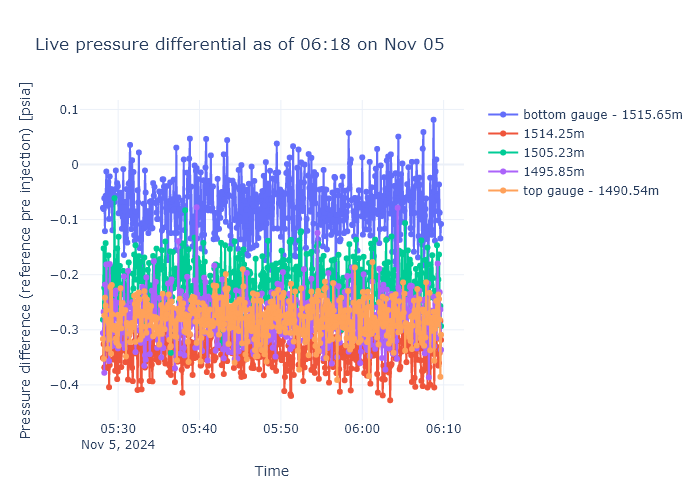 Live pressure differential as of 06:18 on Nov 05
Pressure difference (reference pre injection) [psia]
0.1
0
−0.1
−0.2
−0.3
−0.4
05:30
05:40
05:50
06:00
06:10
Nov 5, 2024
Time
bottom gauge - 1515.65m
1514.25m
1505.23m
1495.85m
top gauge - 1490.54m